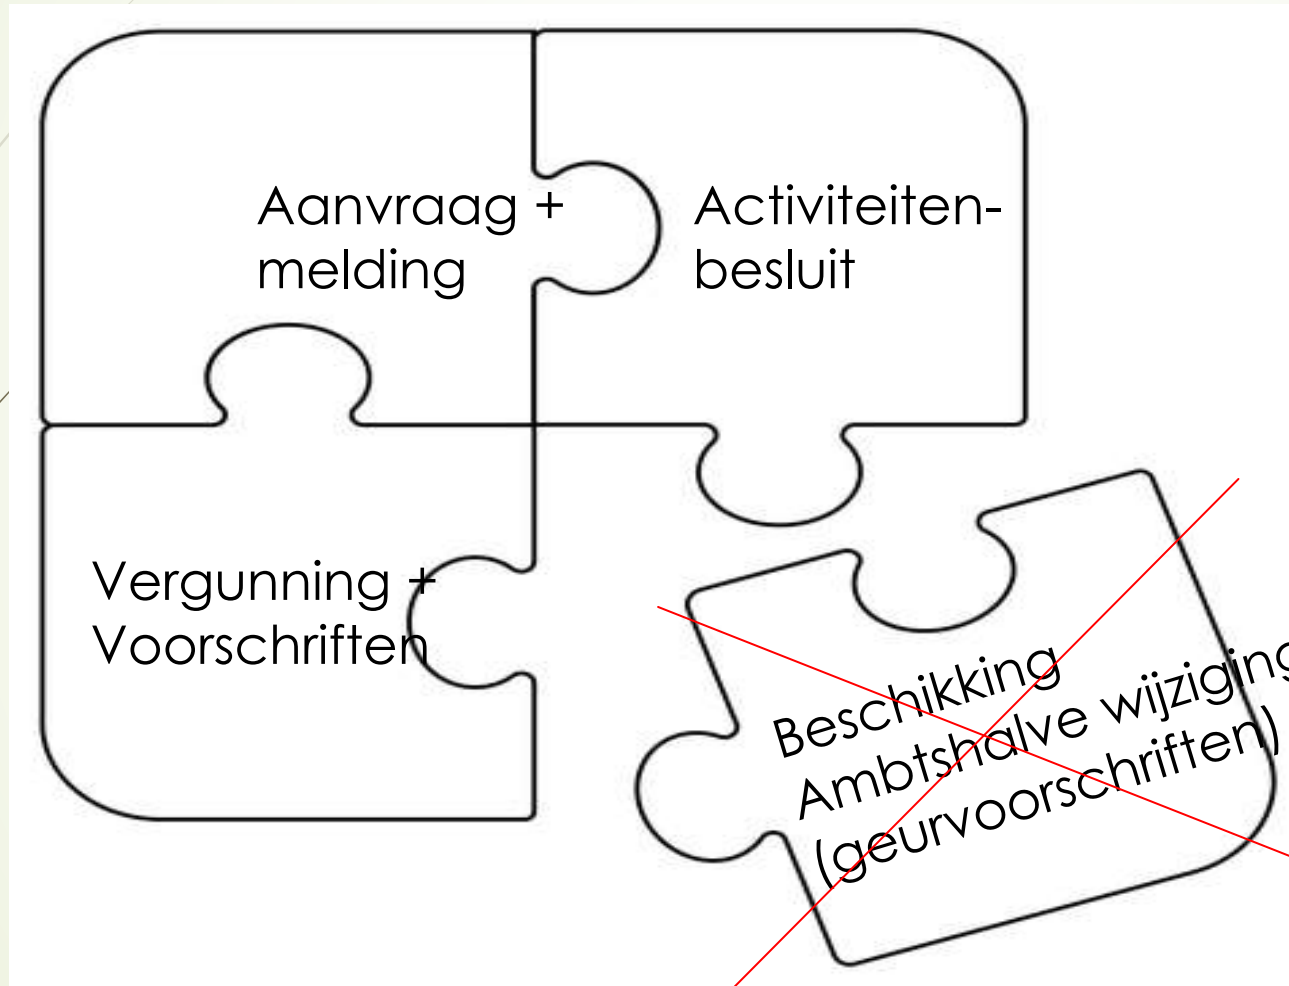 Aanvraag +
melding
Activiteiten-
besluit
Vergunning +
Voorschriften
Beschikking
Ambtshalve wijziging
(geurvoorschriften)